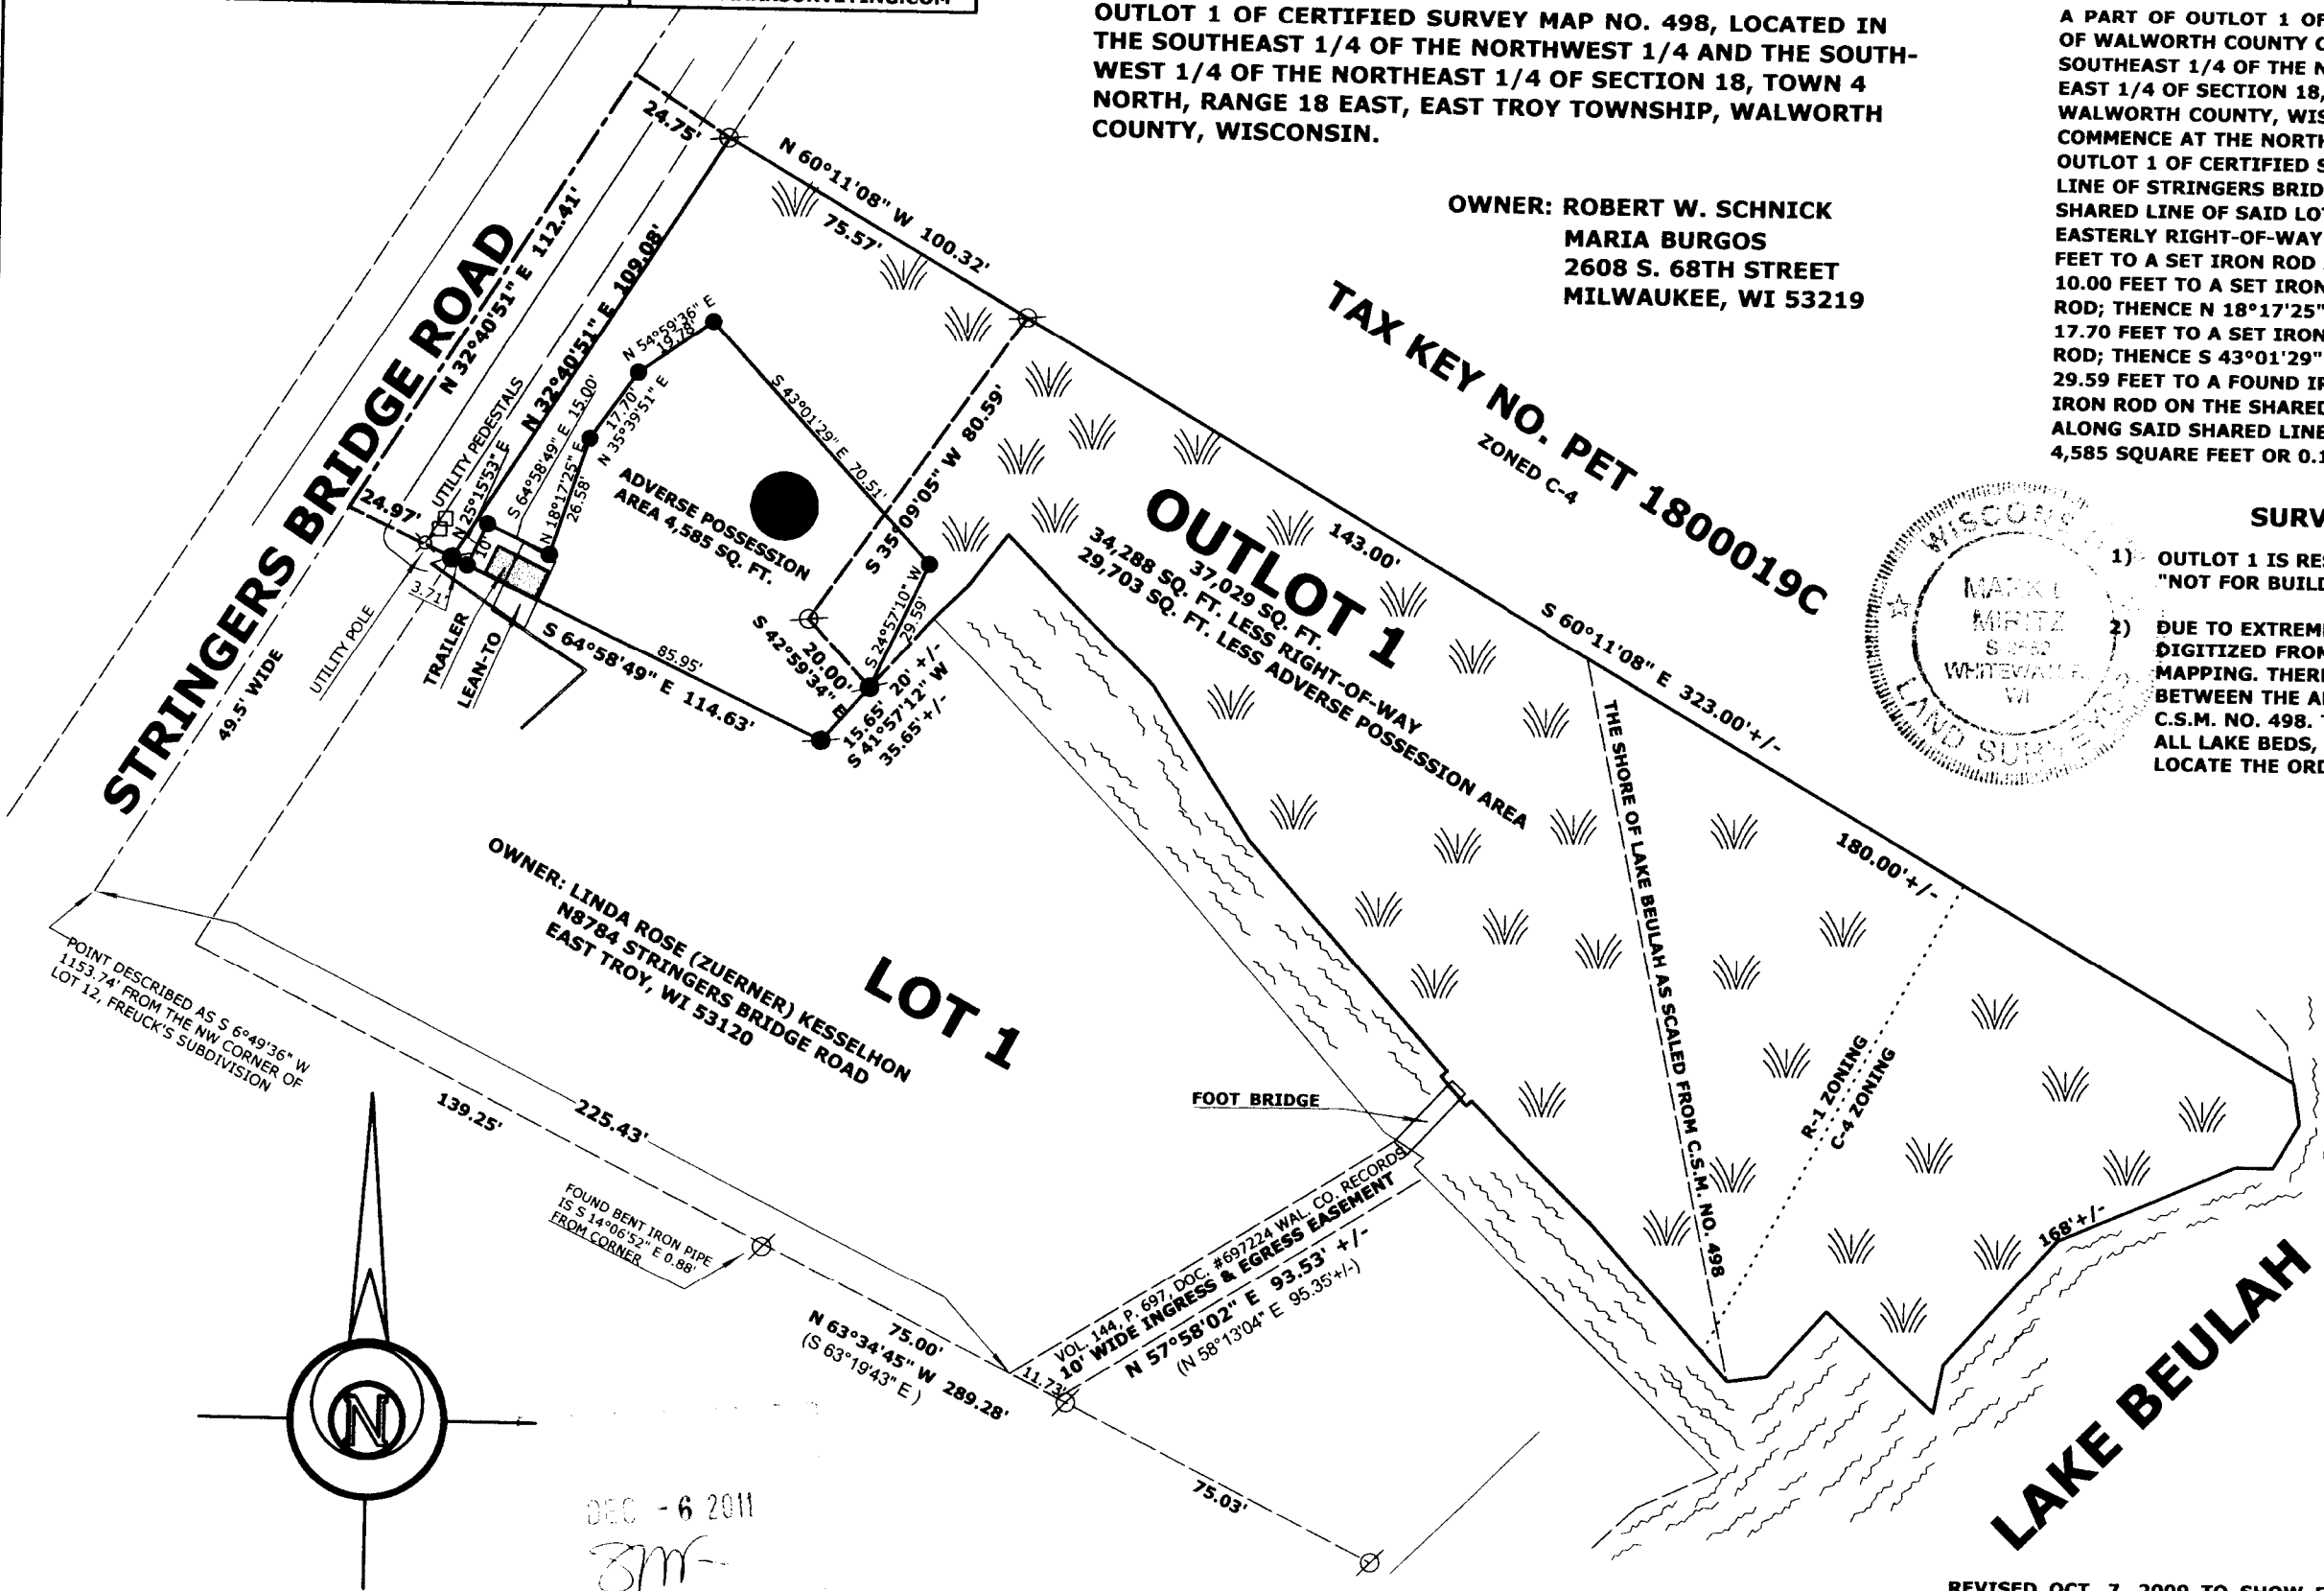 OUTLOT 1 OF CERTIFIED SURVEY MAP NO. 498, LOCATED IN
THE SOUTHEAST 1/4 OF THE NORTHWEST 1/4 AND THE SOUTH-
WEST 1/4 OF THE NORTHEAST 1/4 OF SECTION 18, TOWN 4
NORTH, RANGE 18 EAST, EAST TROY TOWNSHIP, WALWORTH
COUNTY, WISCONSIN.
OWNER: ROBERT W. SCHNICK
MARIA BURGOS
2608 S. 68TH STREET
MILWAUKEE, WI 53219
A PART OF OUTLOT 1 OF
OF WALWORTH COUNTY
SOUTHEAST 1/4 OF THE
EAST 1/4 OF SECTION 18,
WALWORTH COUNTY,
COMMENCE AT THE
OUTLOT 1 OF CERTIFIED
LINE OF STRINGERS
SHARED LINE OF SAID
EASTERLY RIGHT-OF-WAY
FEET TO A SET IRON ROD
10.00 FEET TO A SET IRON
ROD; THENCE N 18°17'25"
17.70 FEET TO A SET IRON
ROD; THENCE S 43°01'29"
29.59 FEET TO A FOUND
IRON ROD ON THE SHARED
ALONG SAID SHARED LINE
4,585 SQUARE FEET OR
1) OUTLOT 1 IS
"NOT FOR
2) DUE TO
DIGITIZED FROM
MAPPING.
BETWEEN THE
C.S.M. NO. 498.
ALL LAKE BEDS,
LOCATE THE
MARK L
MIRITZ
WI
LAND
TAX KEY NO. PET 1800019C
ZONED C-4
STRINGERS BRIDGE ROAD
49.5' WIDE
24.75'
N 32°40'51" E 112.41'
N 32°40'51" E 109.08'
N 60°11'08" W 100.32'
75.57'
N 54°59'36" E
19.78'
17.70'
N 35°39'51" E
S 43°01'29" E 70.51'
S 35°09'05" W 80.59'
UTILITY PEDESTALS
N 25°15'53" E
10'
S 64°58'49" E 15.00'
N 18°17'25" E
26.58'
24.97'
3.71'
ADVERSE POSSESSION
AREA 4,585 SQ. FT.
UTILITY POLE
TRAILER
LEAN-TO
S 64°58'49" E 114.63'
85.95'
S 42°59'34" E
20.00'
S 24°57'10" W
29.59'
15.65' 20' +/-
S 41°57'12" W
35.65'+/-
OUTLOT 1
37,029 SQ. FT.
34,288 SQ. FT. LESS RIGHT-OF-WAY
29,703 SQ. FT. LESS ADVERSE POSSESSION AREA
143.00'
S 60°11'08" E 323.00'+/-
180.00'+/-
THE SHORE OF LAKE BEULAH AS SCALED FROM C.S.M. NO. 498
R-1 ZONING
C-4 ZONING
168'+/-
LAKE BEULAH
OWNER: LINDA ROSE (ZUERNER) KESSELHON
N8784 STRINGERS BRIDGE ROAD
EAST TROY, WI 53120
LOT 1
POINT DESCRIBED AS S 6°49'36" W
1153.74' FROM THE NW CORNER OF
LOT 12, FREUCK'S SUBDIVISION
139.25'
225.43'
FOOT BRIDGE
FOUND BENT IRON PIPE
IS S 14°06'52" E 0.88'
FROM CORNER
VOL. 144, P. 697, DOC. #697224 WAL. CO. RECORDS
10' WIDE INGRESS & EGRESS EASEMENT
N 57°58'02" E 93.53' +/-
(N 58°13'04" E 95.35'+/-)
75.00'
11.73'
N 63°34'45" W 289.28'
(S 63°19'43" E )
75.03'
N
DEC - 6 2011
REVISED OCT. 7, 2009 TO SHOW